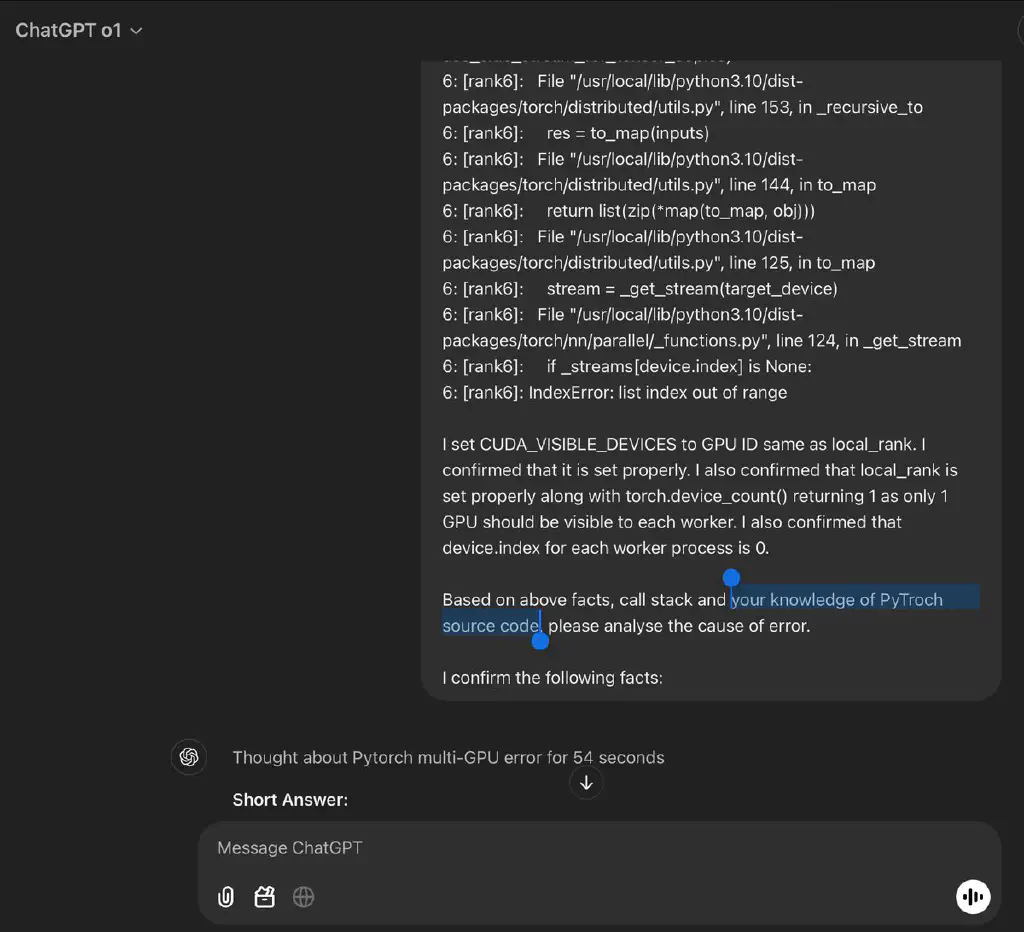 ChatGPT o1
6: [rank6]:   File "/usr/local/lib/python3.10/dist-
packages/torch/distributed/utils.py", line 153, in _recursive_to
6: [rank6]:     res = to_map(inputs)
6: [rank6]:   File "/usr/local/lib/python3.10/dist-
packages/torch/distributed/utils.py", line 144, in to_map
6: [rank6]:     return list(zip(*map(to_map, obj)))
6: [rank6]:   File "/usr/local/lib/python3.10/dist-
packages/torch/distributed/utils.py", line 125, in to_map
6: [rank6]:     stream = _get_stream(target_device)
6: [rank6]:   File "/usr/local/lib/python3.10/dist-
packages/torch/nn/parallel/_functions.py", line 124, in _get_stream
6: [rank6]:     if _streams[device.index] is None:
6: [rank6]: IndexError: list index out of range
I set CUDA_VISIBLE_DEVICES to GPU ID same as local_rank. I
confirmed that it is set properly. I also confirmed that local_rank is
set properly along with torch.device_count() returning 1 as only 1
GPU should be visible to each worker. I also confirmed that
device.index for each worker process is 0.
Based on above facts, call stack and your knowledge of PyTroch
source code, please analyse the cause of error.
I confirm the following facts:
Thought about Pytorch multi-GPU error for 54 seconds
Short Answer:
Message ChatGPT